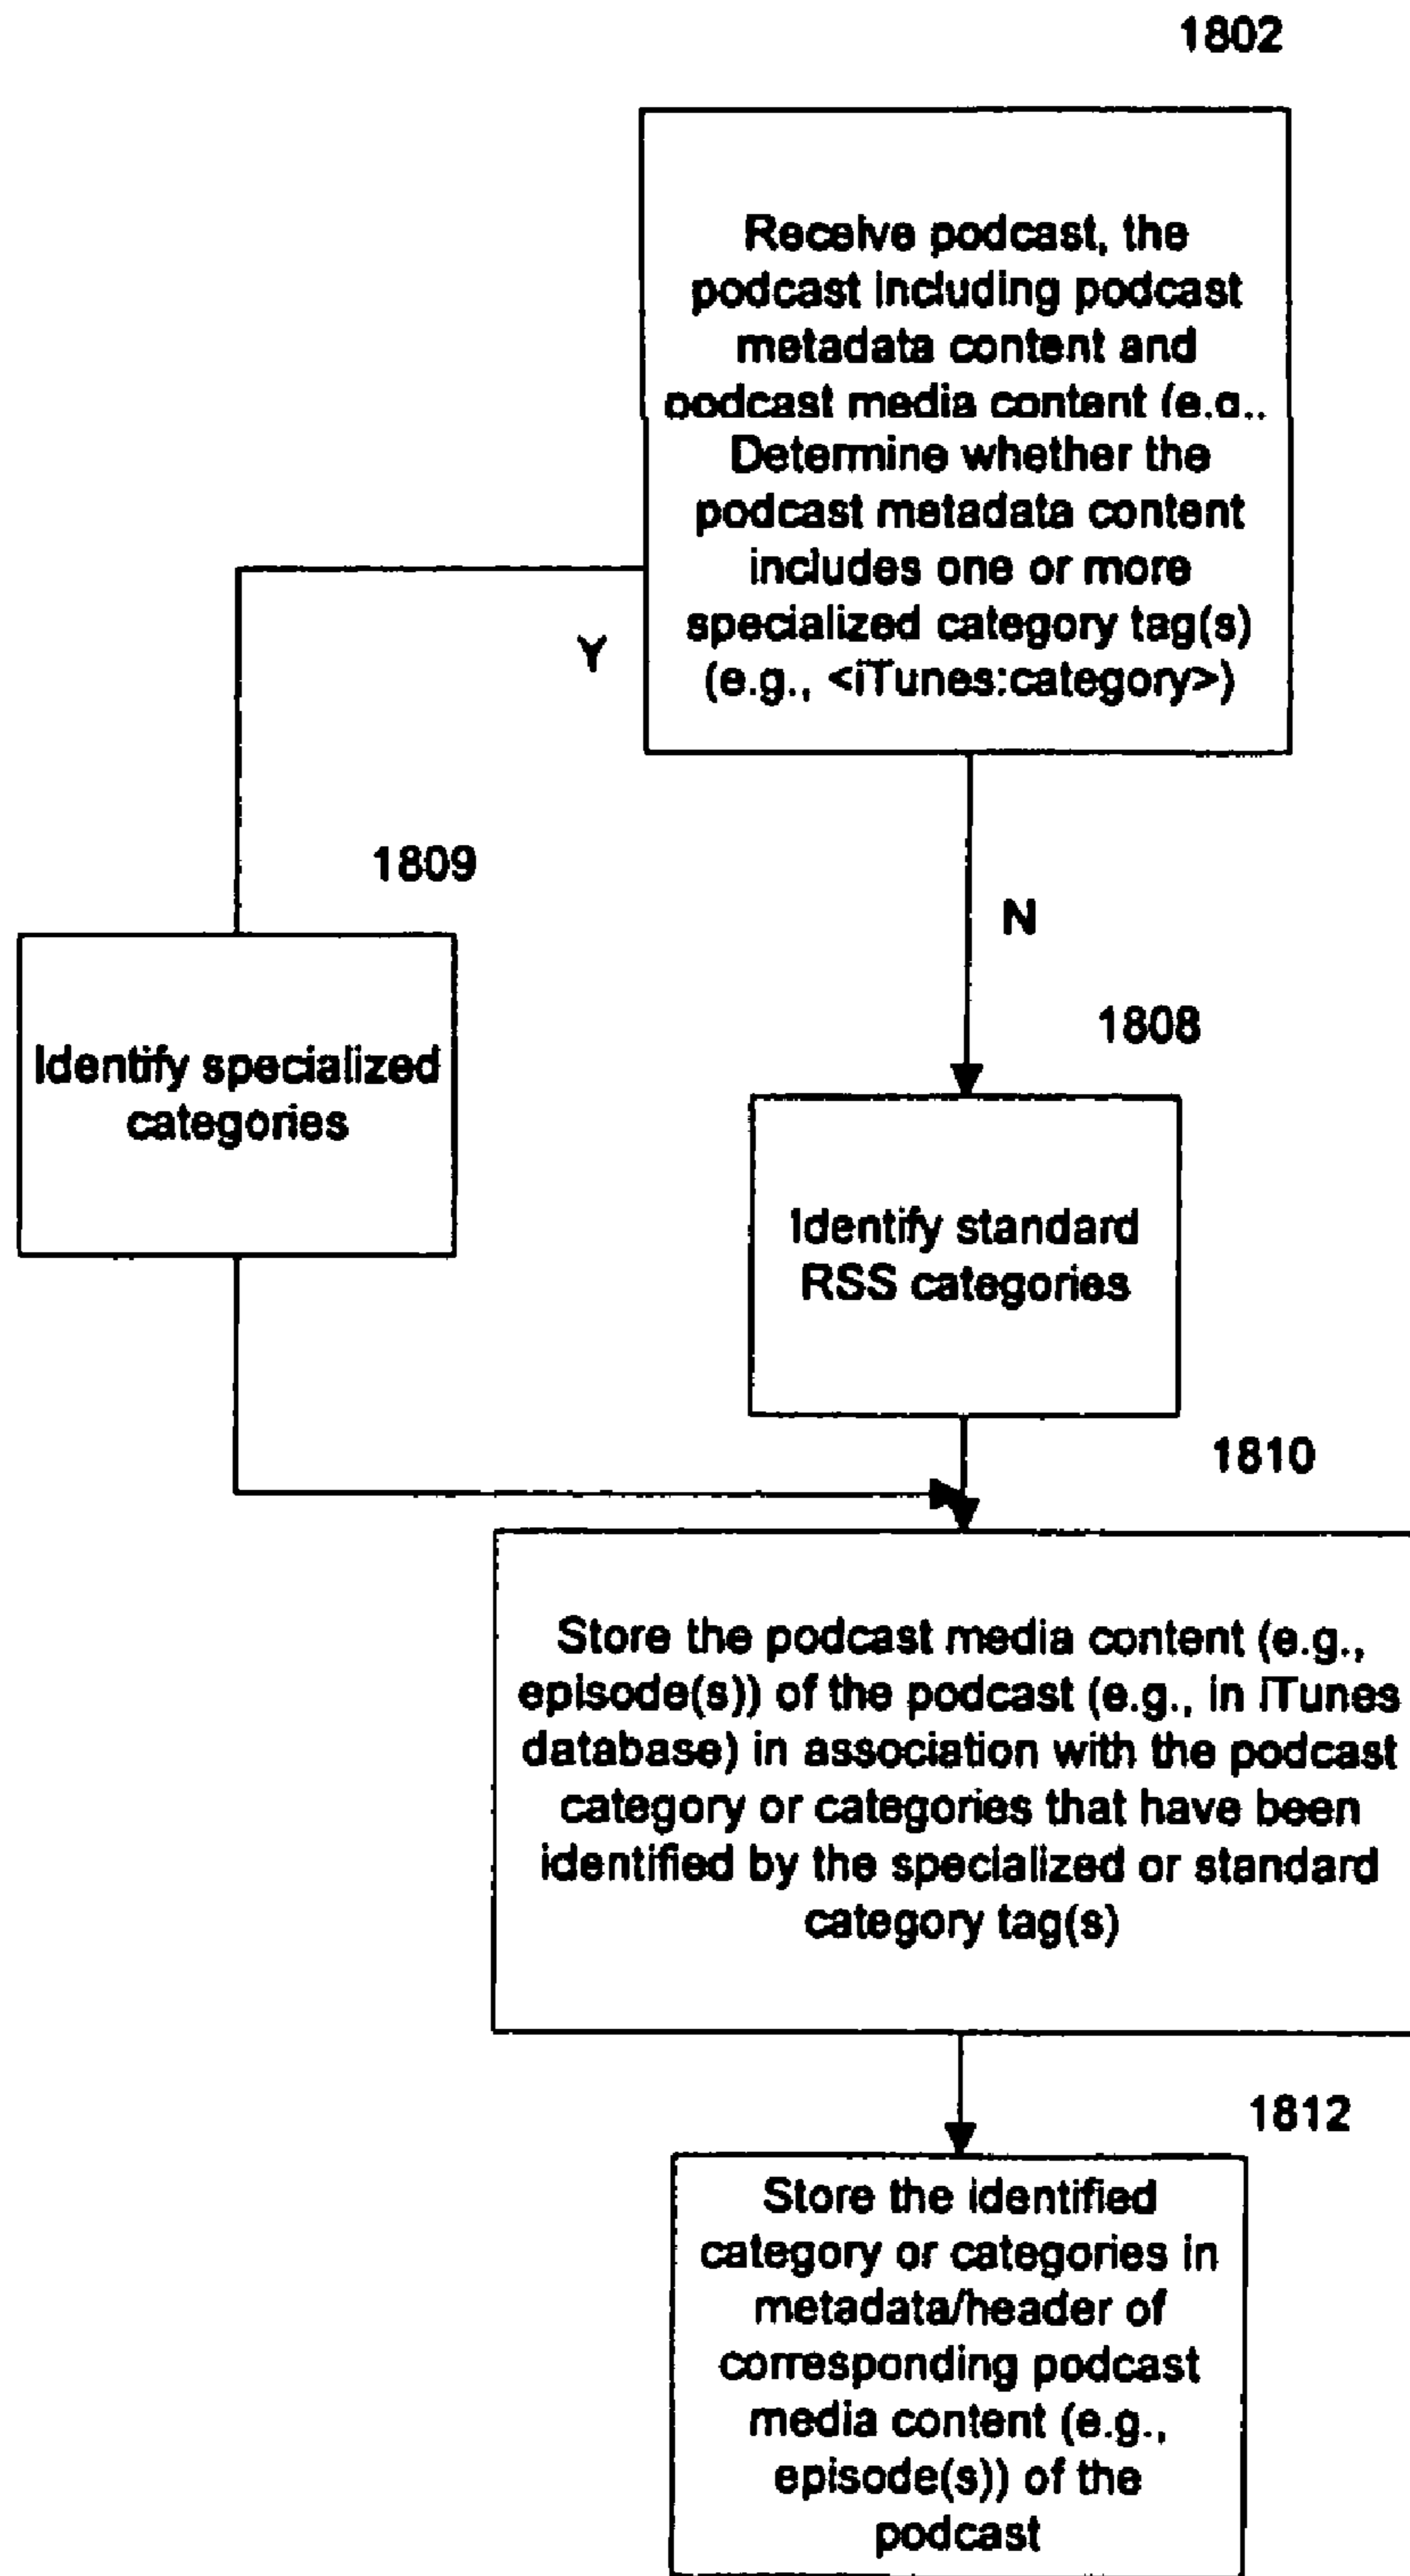 1802
Receive podcast, the
podcast including podcast
metadata content and
podcast media content (e.g.,
Determine whether the
podcast metadata content
includes one or more
specialized category tag(s)
(e.g., <iTunes:category>)
Y
1809
N
Identify specialized
categories
1808
Identify standard
RSS categories
1810
Store the podcast media content (e.g.,
episode(s)) of the podcast (e.g., in iTunes
database) in association with the podcast
category or categories that have been
identified by the specialized or standard
category tag(s)
1812
Store the identified
category or categories in
metadata/header of
corresponding podcast
media content (e.g.,
episode(s)) of the
podcast